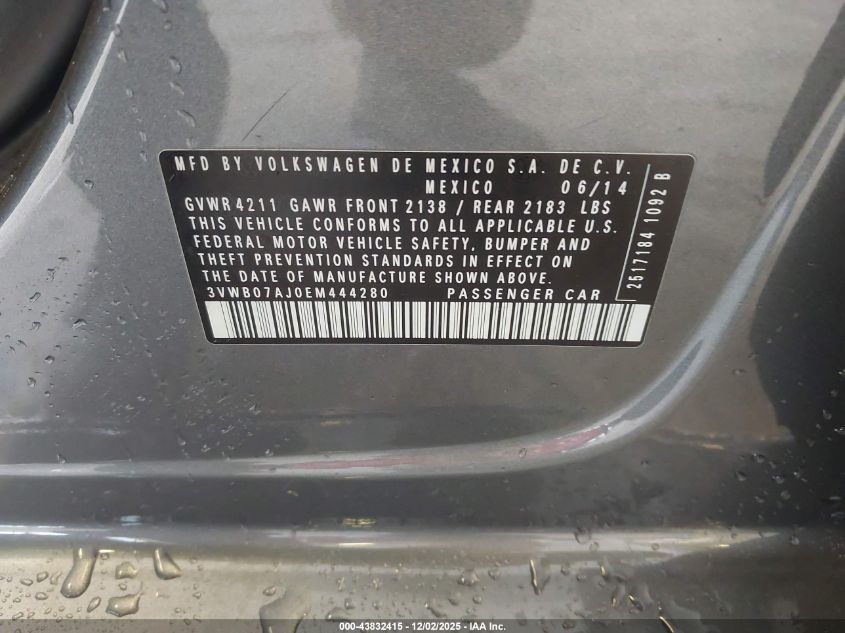 MFD BY VOLKSWAGEN DE MEXICO S.A. DE C.V.
MEXICO 06/14
GVWR 4211 GAWR FRONT 2138 / REAR 2183 LBS
THIS VEHICLE CONFORMS TO ALL APPLICABLE U.S.
FEDERAL MOTOR VEHICLE SAFETY, BUMPER AND
THEFT PREVENTION STANDARDS IN EFFECT ON
THE DATE OF MANUFACTURE SHOWN ABOVE.
3VWB07AJ0EM444280 PASSENGER CAR
2517184 1092 B
000-43832415 - 12/02/2025 - IAA Inc.